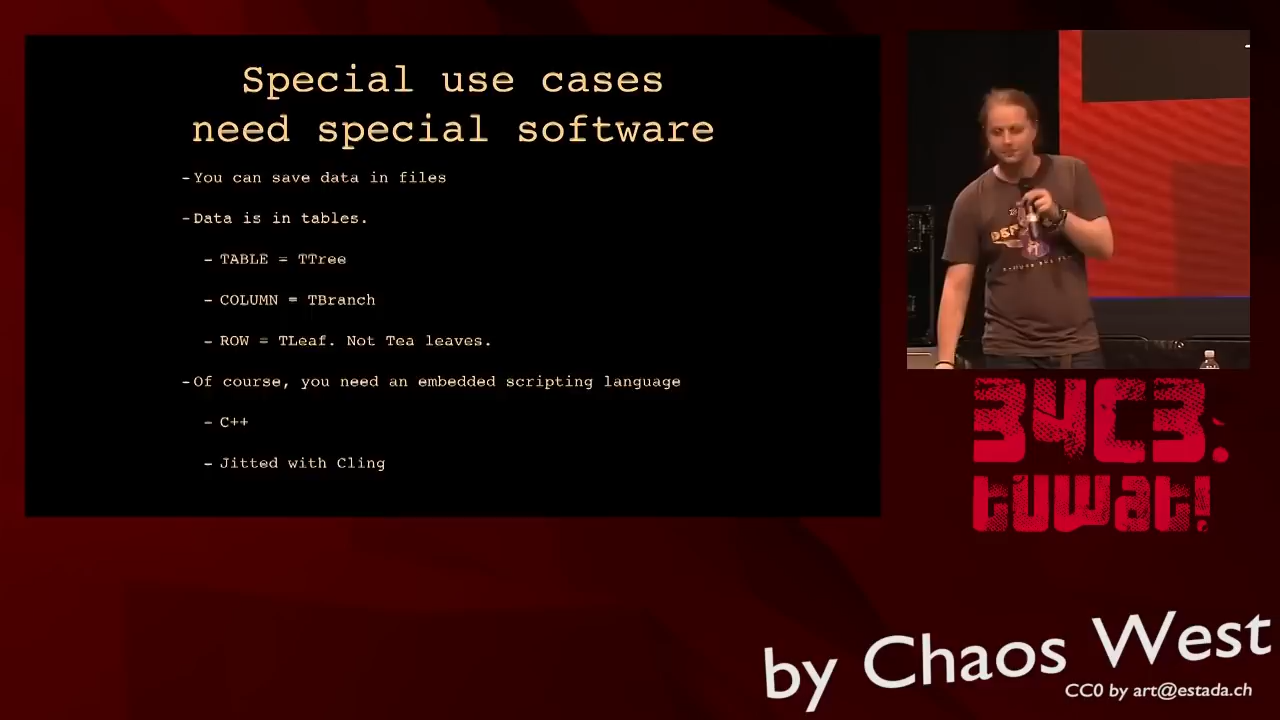 Special use cases
need special software
-You can save data in files
-Data is in tables.
- TABLE = TTree
- COLUMN = TBranch
- ROW = TLeaf. Not Tea leaves.
-Of course, you need an embedded scripting language
- C++
- Jitted with Cling
34C3:
tuwat!
by Chaos West
CC0 by art@estada.ch